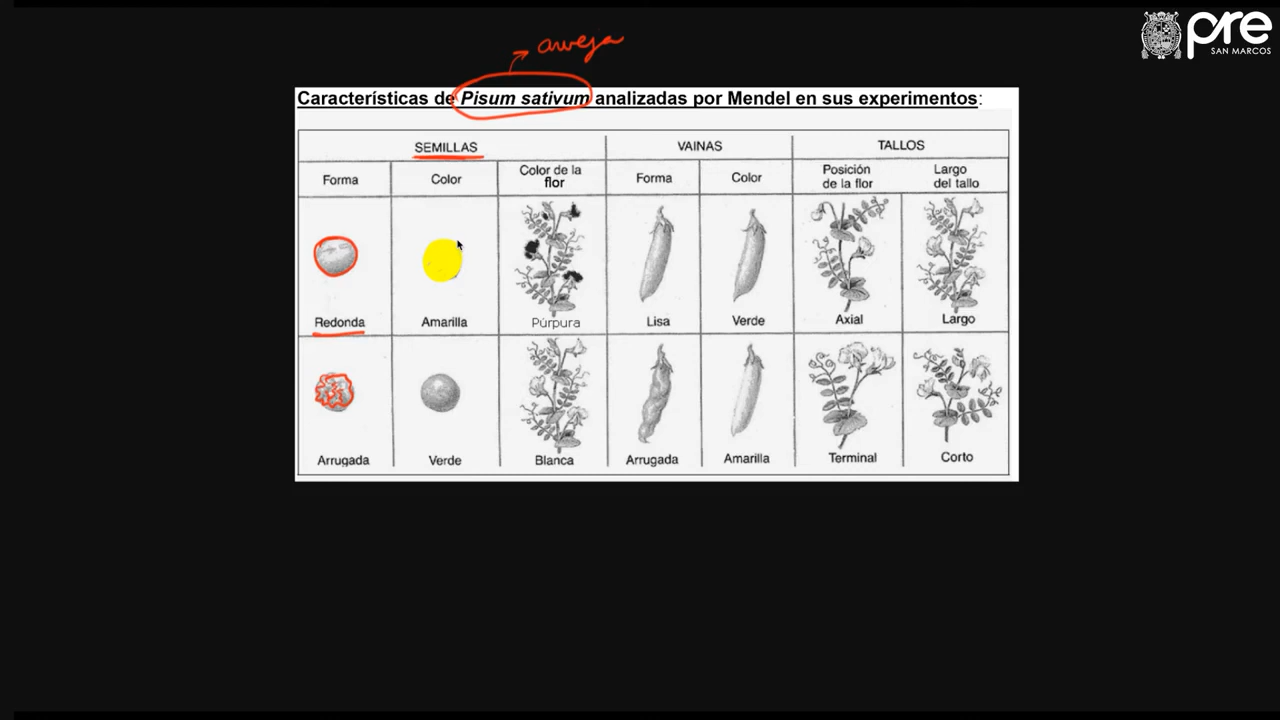 pre
SAN MARCOS
arveja
Características de Pisum sativum analizadas por Mendel en sus experimentos:
SEMILLAS VAINAS TALLOS
Forma Color Color de la flor Forma Color Posición de la flor Largo del tallo
Redonda Amarilla Púrpura Lisa Verde Axial Largo
Arrugada Verde Blanca Arrugada Amarilla Terminal Corto